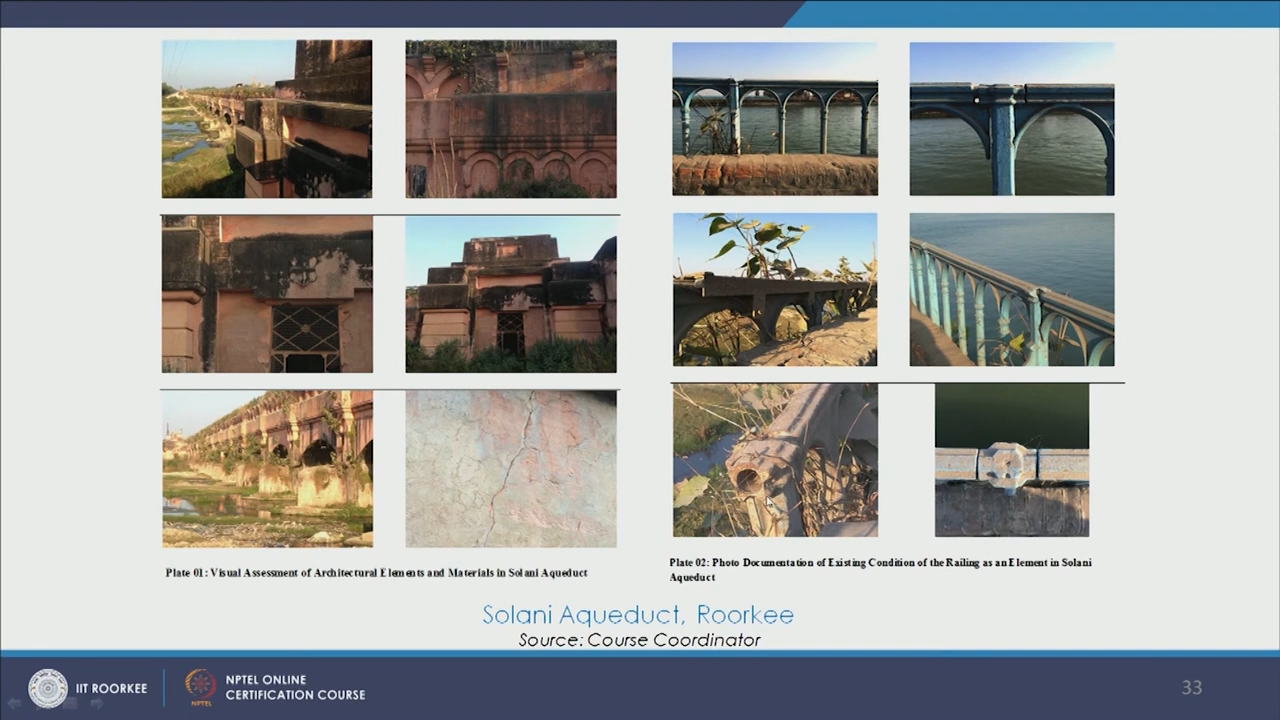 Plate 01: Visual Assessment of Architectural Elements and Materials in Solani Aqueduct
Plate 02: Photo Documentation of Existing Condition of the Railing as an Element in Solani
Aqueduct
Solani Aqueduct, Roorkee
Source: Course Coordinator
IIT ROORKEE
NPTEL
NPTEL ONLINE
CERTIFICATION COURSE
33